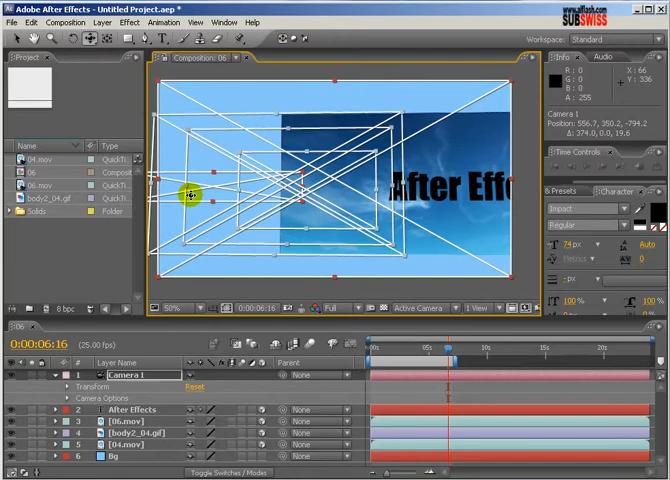 Adobe After Effects - Untitled Project.aep *
www.alflash.com
SUBSWISS
File Edit Composition Layer Effect Animation View Window Help
Workspace: Standard
Project
Composition: 06
Info Audio
R: 0
G: 0
B: 0
A: 255
X: 66
Y: 336
Camera 1
Position: 556.7, 350.2, -794.2
Δ: 374.0, 0.0, 19.6
Time Controls
Name Type
04.mov QuickTi
06 Composit
06.mov QuickTi
body2_04.gif QuickTi
Solids Folder
After Effe
& Presets Character
Impact
Regular
74 px Auto
Metrics 0
- px
100 % 100 %
8 bpc
50% 0:00:06:16 Full Active Camera 1 View
06
0:00:06:16 (25.00 fps)
# Layer Name Parent
00s 05s 10s 15s 20s
1 Camera 1 None
Transform Reset
Camera Options
2 After Effects None
3 [06.mov] None
4 [body2_04.gif] None
5 [04.mov] None
6 Bg None
Toggle Switches / Modes